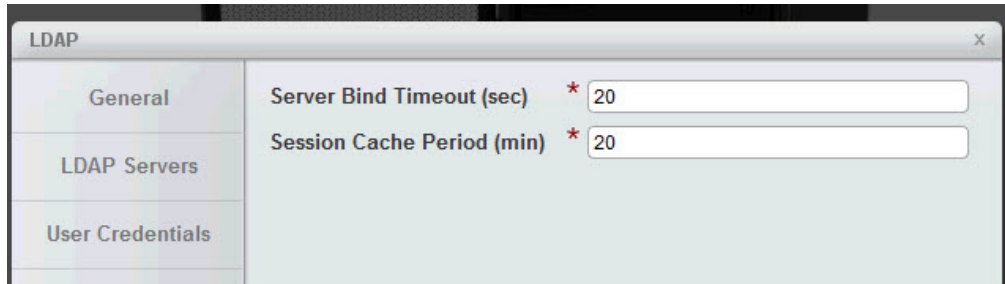 LDAP x
General
LDAP Servers
User Credentials
Server Bind Timeout (sec) * 20
Session Cache Period (min) * 20